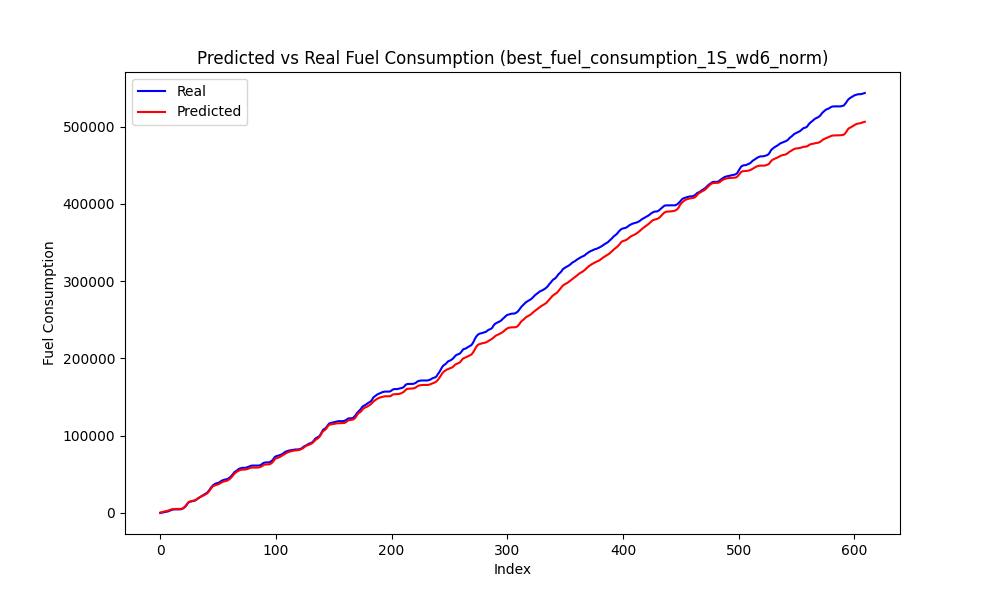 Predicted vs Real Fuel Consumption (best_fuel_consumption_1S_wd6_norm)
Real
Predicted
Fuel Consumption
500000
400000
300000
200000
100000
0
0 100 200 300 400 500 600
Index